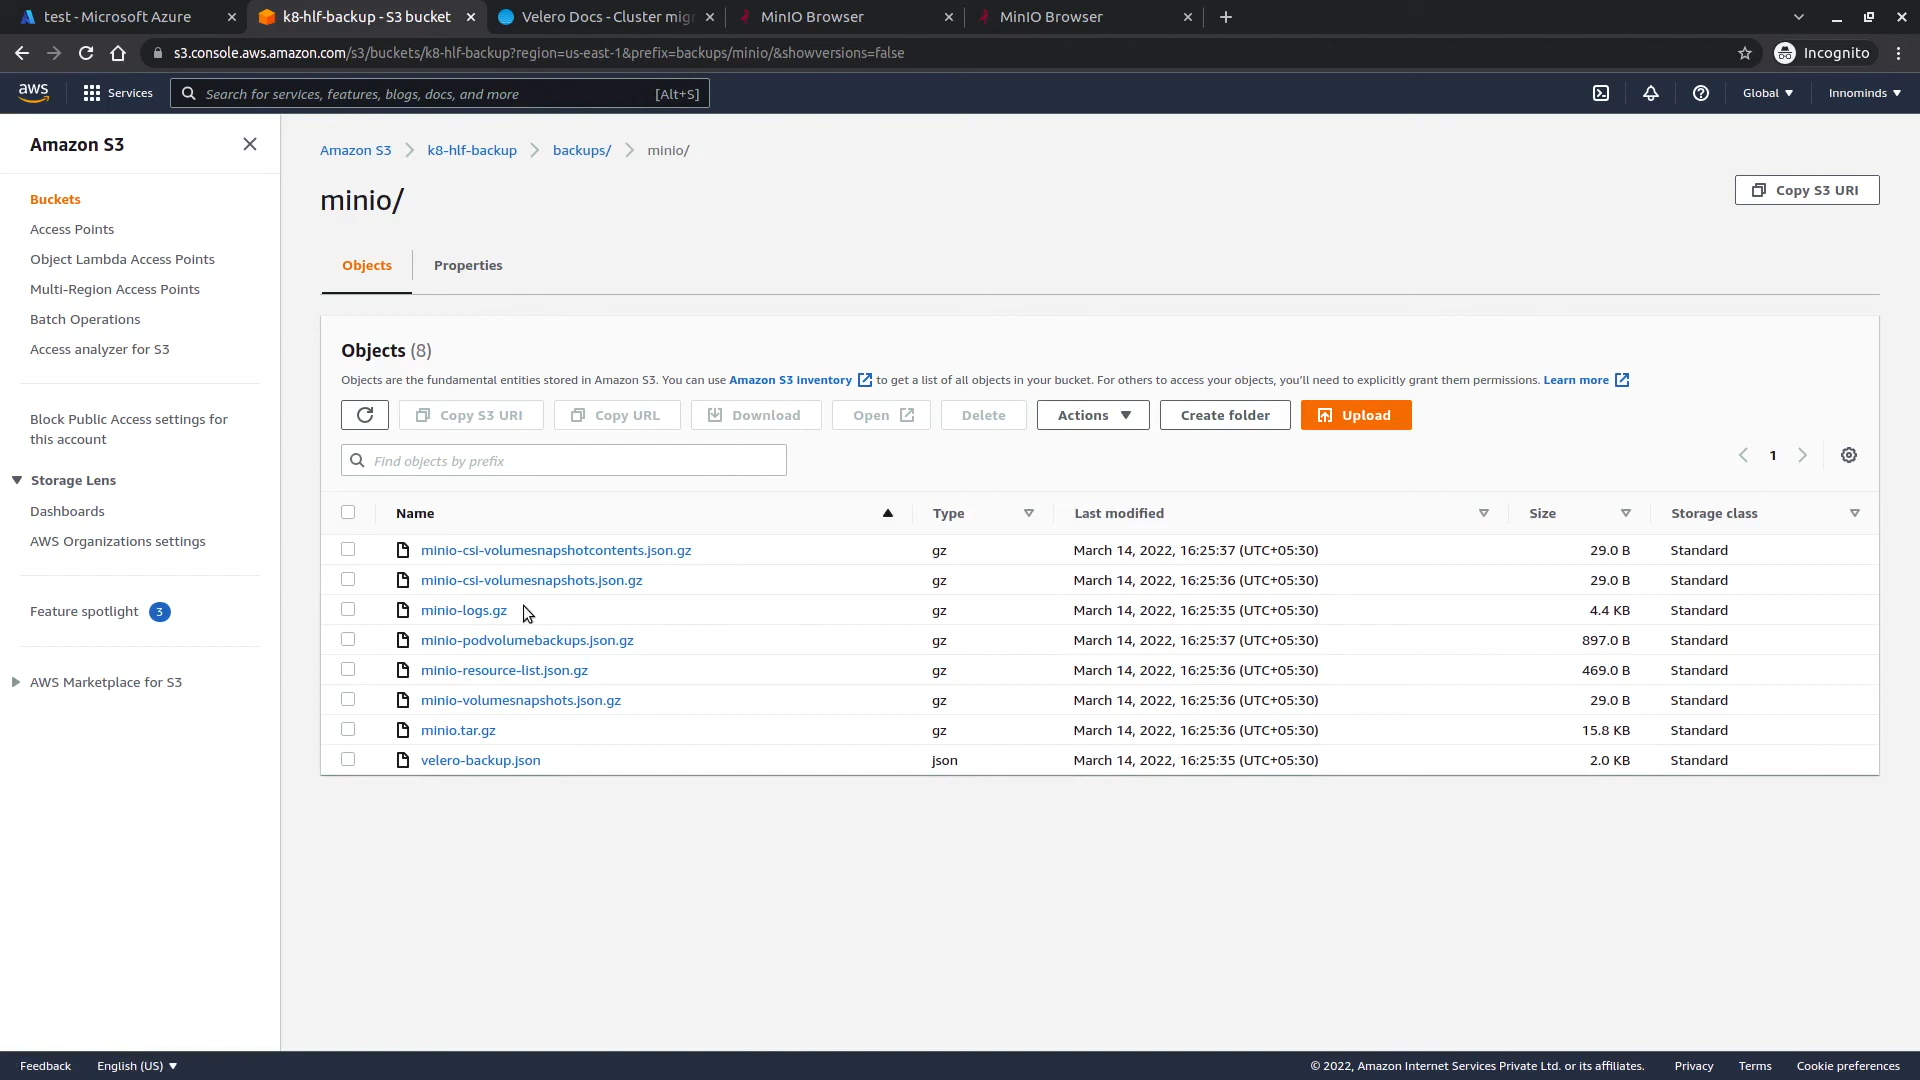 test - Microsoft Azure
k8-hlf-backup - S3 bucket
Velero Docs - Cluster mig
MinIO Browser
MinIO Browser
s3.console.aws.amazon.com/s3/buckets/k8-hlf-backup?region=us-east-1&prefix=backups/minio/&showversions=false
Incognito
aws
Services
Search for services, features, blogs, docs, and more
[Alt+S]
Global
Innominds
Amazon S3
Buckets
Access Points
Object Lambda Access Points
Multi-Region Access Points
Batch Operations
Access analyzer for S3
Block Public Access settings for
this account
Storage Lens
Dashboards
AWS Organizations settings
Feature spotlight 3
AWS Marketplace for S3
Amazon S3 > k8-hlf-backup > backups/ > minio/
minio/
Copy S3 URI
Objects
Properties
Objects (8)
Objects are the fundamental entities stored in Amazon S3. You can use Amazon S3 inventory to get a list of all objects in your bucket. For others to access your objects, you'll need to explicitly grant them permissions. Learn more
Copy S3 URI
Copy URL
Download
Open
Delete
Actions
Create folder
Upload
Find objects by prefix
1
Name Type Last modified Size Storage class
minio-csi-volumesnapshotcontents.json.gz gz March 14, 2022, 16:25:37 (UTC+05:30) 29.0 B Standard
minio-csi-volumesnapshots.json.gz gz March 14, 2022, 16:25:36 (UTC+05:30) 29.0 B Standard
minio-logs.gz gz March 14, 2022, 16:25:35 (UTC+05:30) 4.4 KB Standard
minio-podvolumebackups.json.gz gz March 14, 2022, 16:25:37 (UTC+05:30) 897.0 B Standard
minio-resource-list.json.gz gz March 14, 2022, 16:25:36 (UTC+05:30) 469.0 B Standard
minio-volumesnapshots.json.gz gz March 14, 2022, 16:25:36 (UTC+05:30) 29.0 B Standard
minio.tar.gz gz March 14, 2022, 16:25:36 (UTC+05:30) 15.8 KB Standard
velero-backup.json json March 14, 2022, 16:25:35 (UTC+05:30) 2.0 KB Standard
Feedback
English (US)
© 2022, Amazon Internet Services Private Ltd. or its affiliates.
Privacy
Terms
Cookie preferences